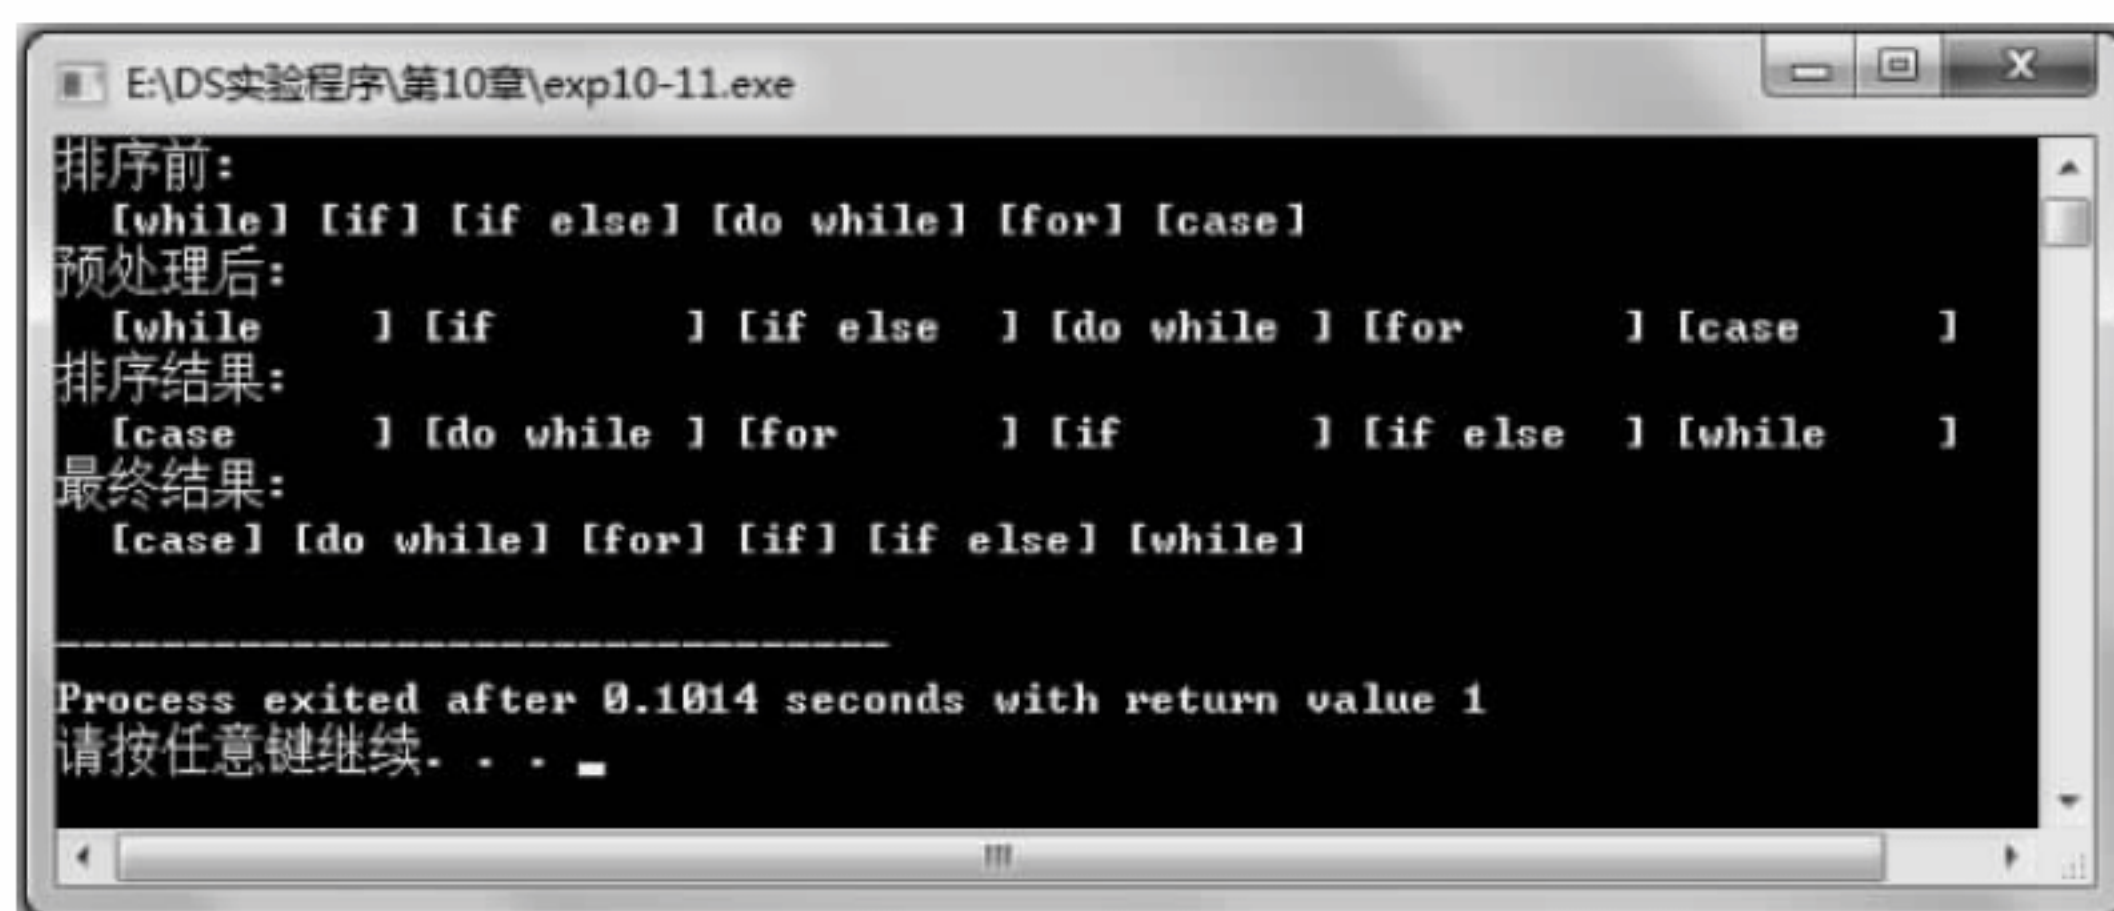 E:\DS实验程序\第10章\exp10-11.exe
排序前:
[while] [if] [if else] [do while] [for] [case]
预处理后:
[while    ] [if       ] [if else  ] [do while ] [for      ] [case     ]
排序结果:
[case     ] [do while ] [for      ] [if       ] [if else  ] [while    ]
最终结果:
[case] [do while] [for] [if] [if else] [while]
--------------------------------
Process exited after 0.1014 seconds with return value 1
请按任意键继续. . .